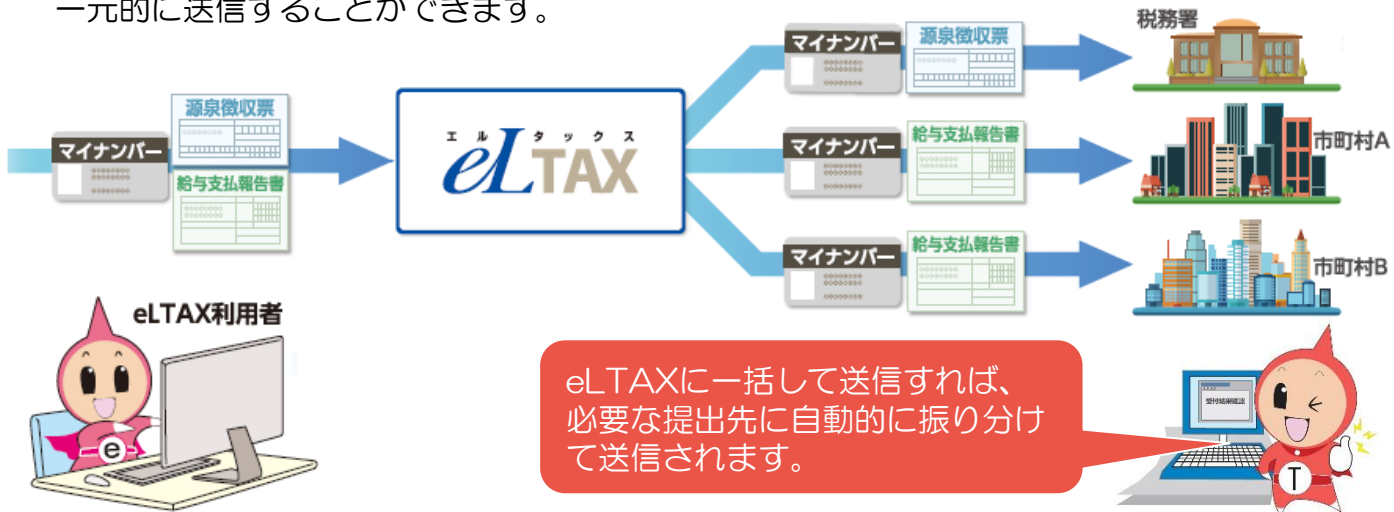 一元的に送信することができます。
税務署
マイナンバー
源泉徴収票
源泉徴収票
マイナンバー
給与支払報告書
エルタックス
eLTAX
マイナンバー
給与支払報告書
市町村A
マイナンバー
給与支払報告書
市町村B
eLTAX利用者
eLTAXに一括して送信すれば、
必要な提出先に自動的に振り分け
て送信されます。
受付結果確認
e
T